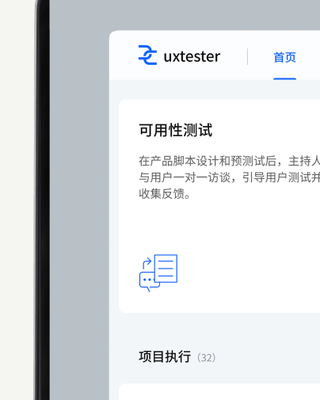 uxtester 首页
可用性测试
在产品脚本设计和预测试后，主持人
与用户一对一访谈，引导用户测试并
收集反馈。
项目执行（32）